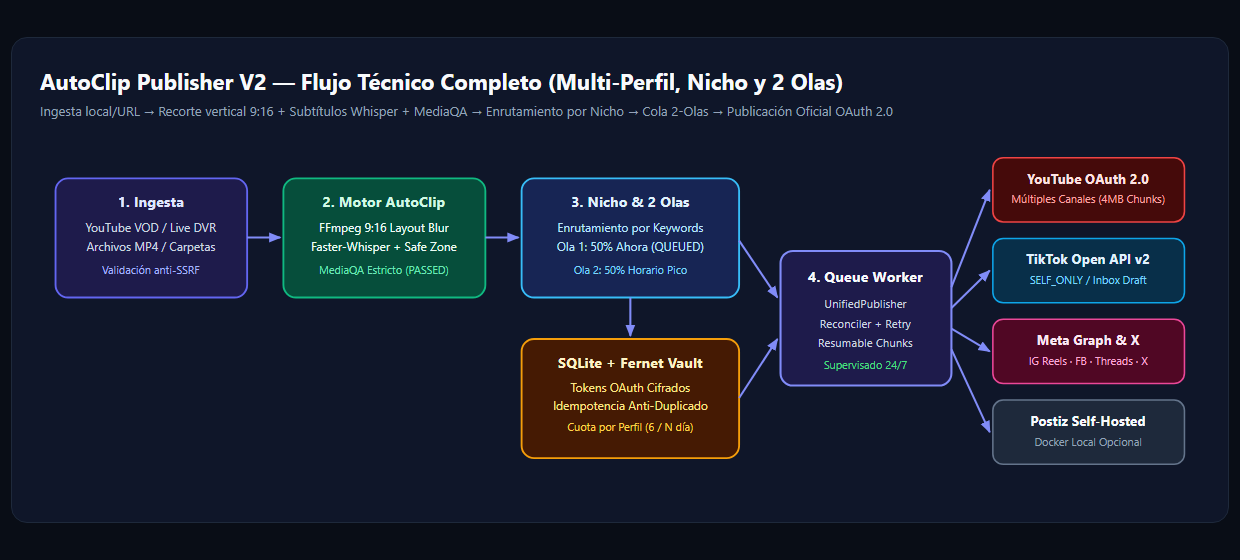 AutoClip Publisher V2 — Flujo Técnico Completo (Multi-Perfil, Nicho y 2 Olas)
Ingesta local/URL → Recorte vertical 9:16 + Subtítulos Whisper + MediaQA → Enrutamiento por Nicho → Cola 2-Olas → Publicación Oficial OAuth 2.0
1. Ingesta
YouTube VOD / Live DVR
Archivos MP4 / Carpetas
Validación anti-SSRF
2. Motor AutoClip
FFmpeg 9:16 Layout Blur
Faster-Whisper + Safe Zone
MediaQA Estricto (PASSED)
3. Nicho & 2 Olas
Enrutamiento por Keywords
Ola 1: 50% Ahora (QUEUED)
Ola 2: 50% Horario Pico
SQLite + Fernet Vault
Tokens OAuth Cifrados
Idempotencia Anti-Duplicado
Cuota por Perfil (6 / N día)
4. Queue Worker
UnifiedPublisher
Reconciler + Retry
Resumable Chunks
Supervisado 24/7
YouTube OAuth 2.0
Múltiples Canales (4MB Chunks)
TikTok Open API v2
SELF_ONLY / Inbox Draft
Meta Graph & X
IG Reels · FB · Threads · X
Postiz Self-Hosted
Docker Local Opcional